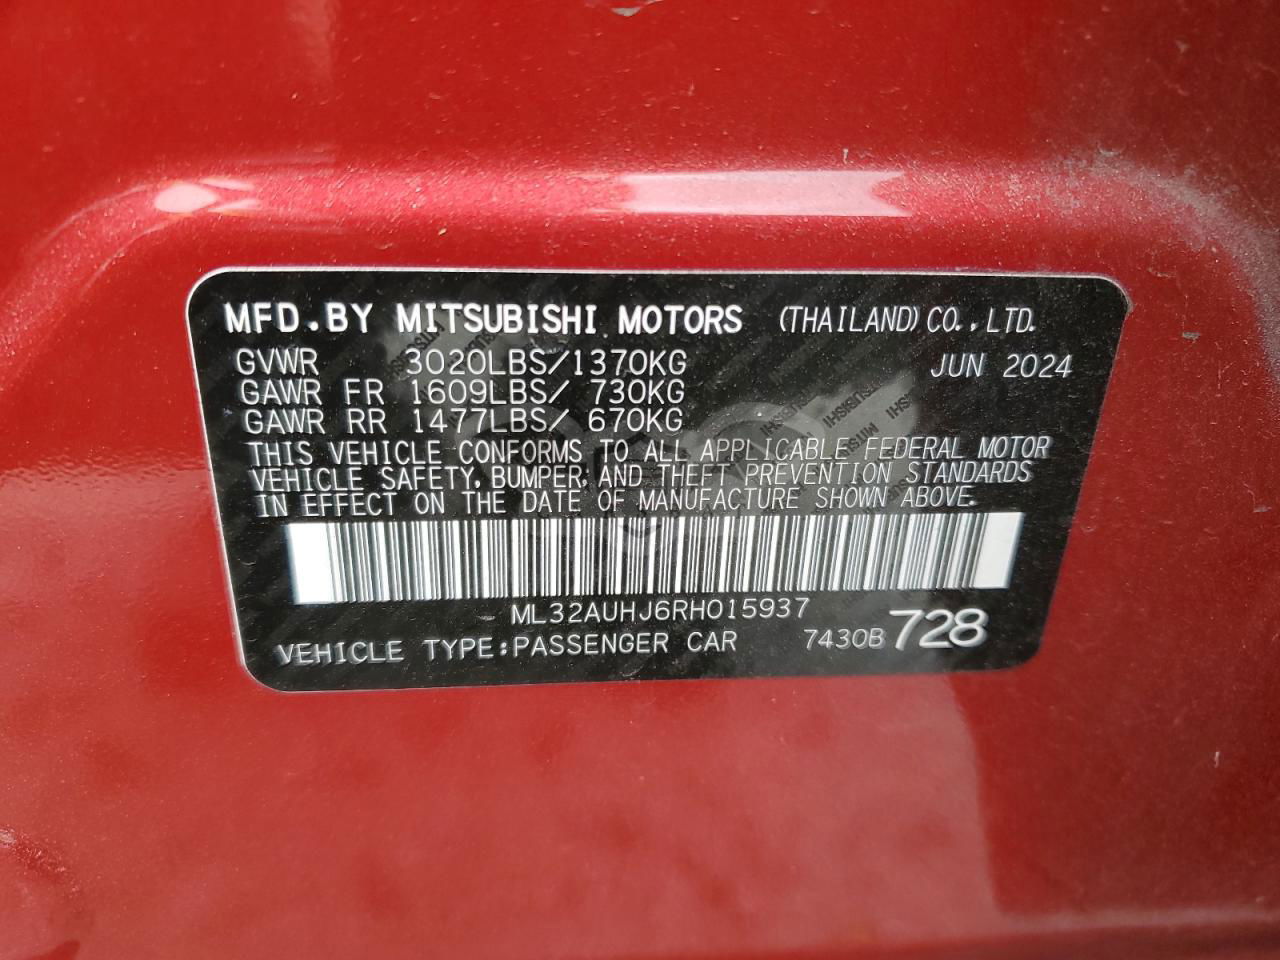 MFD.BY MITSUBISHI MOTORS (THAILAND) CO.,LTD.
GVWR 3020LBS/1370KG JUN 2024
GAWR FR 1609LBS/ 730KG
GAWR RR 1477LBS/ 670KG
THIS VEHICLE CONFORMS TO ALL APPLICABLE FEDERAL MOTOR
VEHICLE SAFETY, BUMPER, AND THEFT PREVENTION STANDARDS
IN EFFECT ON THE DATE OF MANUFACTURE SHOWN ABOVE.
ML32AUHJ6RH015937
VEHICLE TYPE:PASSENGER CAR 7430B 728